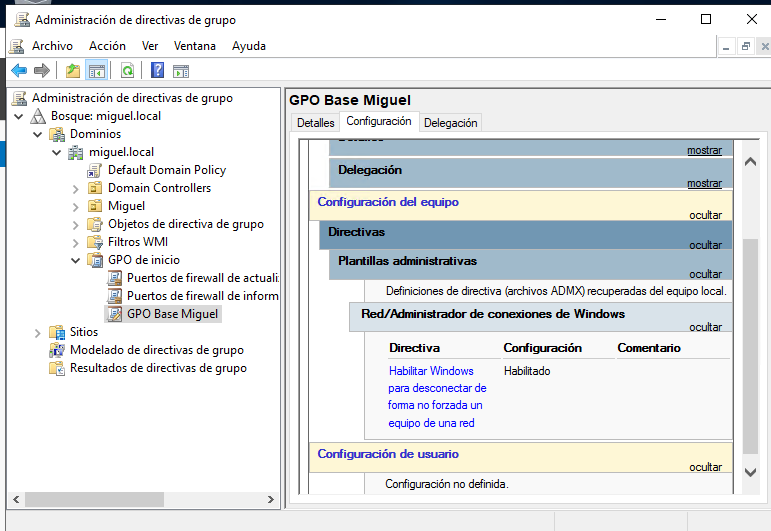 Administración de directivas de grupo
Archivo Acción Ver Ventana Ayuda
Administración de directivas de grupo
Bosque: miguel.local
Dominios
miguel.local
Default Domain Policy
Domain Controllers
Miguel
Objetos de directiva de grupo
Filtros WMI
GPO de inicio
Puertos de firewall de actuali
Puertos de firewall de inform
GPO Base Miguel
Sitios
Modelado de directivas de grupo
Resultados de directivas de grupo
GPO Base Miguel
Detalles Configuración Delegación
mostrar
Delegación
mostrar
Configuración del equipo
ocultar
Directivas
ocultar
Plantillas administrativas
ocultar
Definiciones de directiva (archivos ADMX) recuperadas del equipo local.
Red/Administrador de conexiones de Windows
ocultar
Directiva Configuración Comentario
Habilitar Windows Habilitado
para desconectar de
forma no forzada un
equipo de una red
Configuración de usuario
ocultar
Configuración no definida.